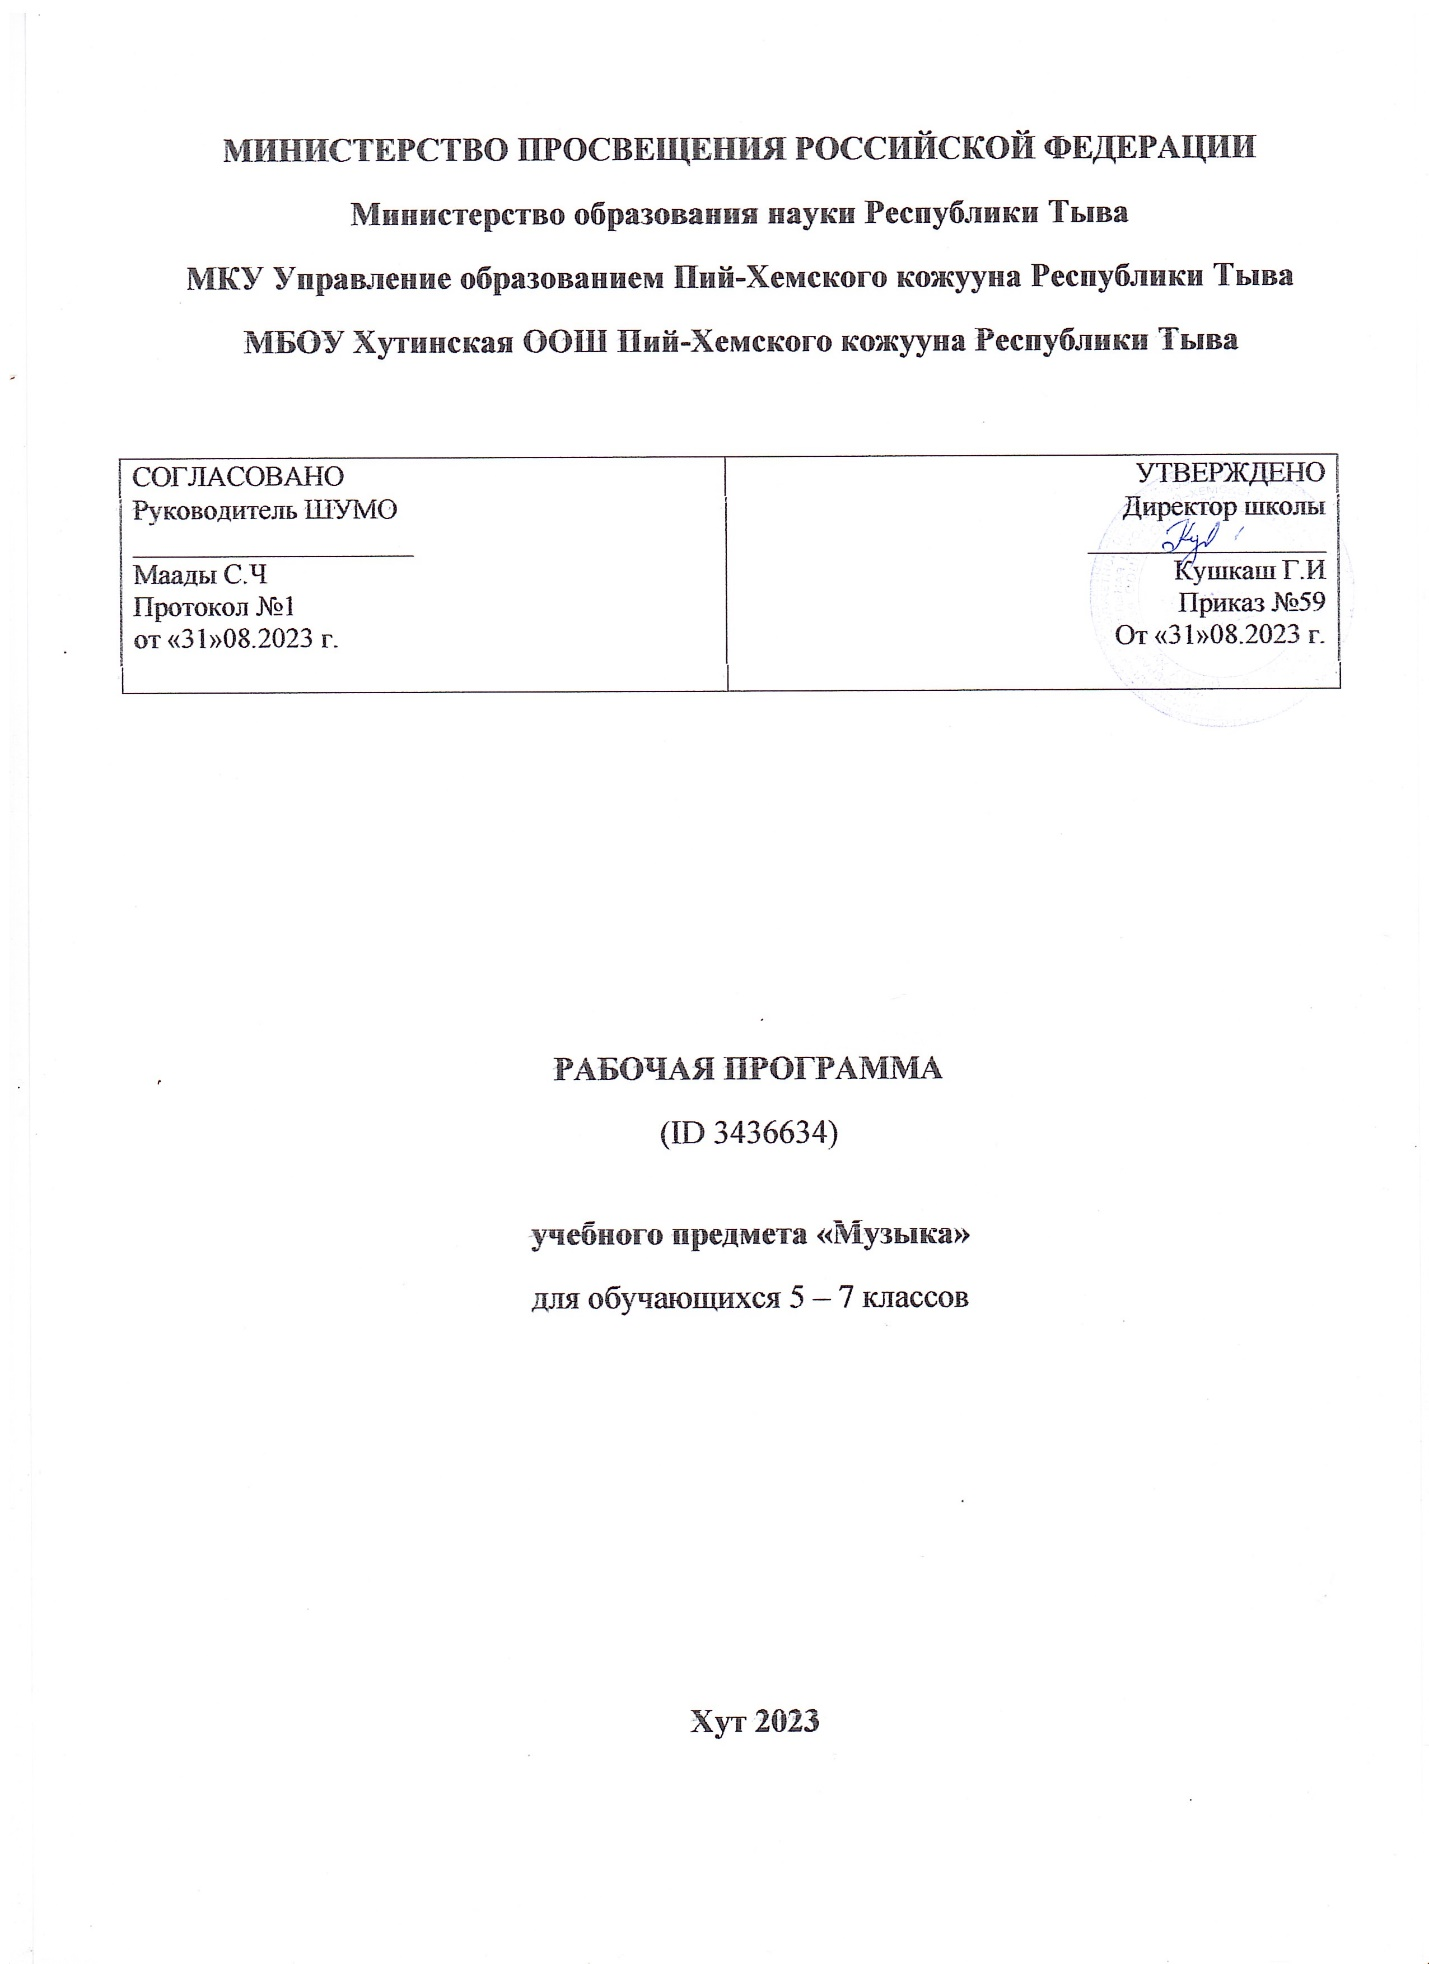 МИНИСТЕРСТВО ПРОСВЕЩЕНИЯ РОССИЙСКОЙ ФЕДЕРАЦИИ
Министерство образования науки Республики Тыва
МКУ Управление образованием Пий-Хемского кожууна Республики Тыва
МБОУ Хутинская ООШ Пий-Хемского кожууна Республики Тыва
СОГЛАСОВАНО
Руководитель ШУМО
Маады С.Ч
Протокол №1
от «31»08.2023 г.
УТВЕРЖДЕНО
Директор школы
Кушкаш Г.И
Приказ №59
От «31»08.2023 г.
РАБОЧАЯ ПРОГРАММА
(ID 3436634)
учебного предмета «Музыка»
для обучающихся 5 – 7 классов
Хут 2023